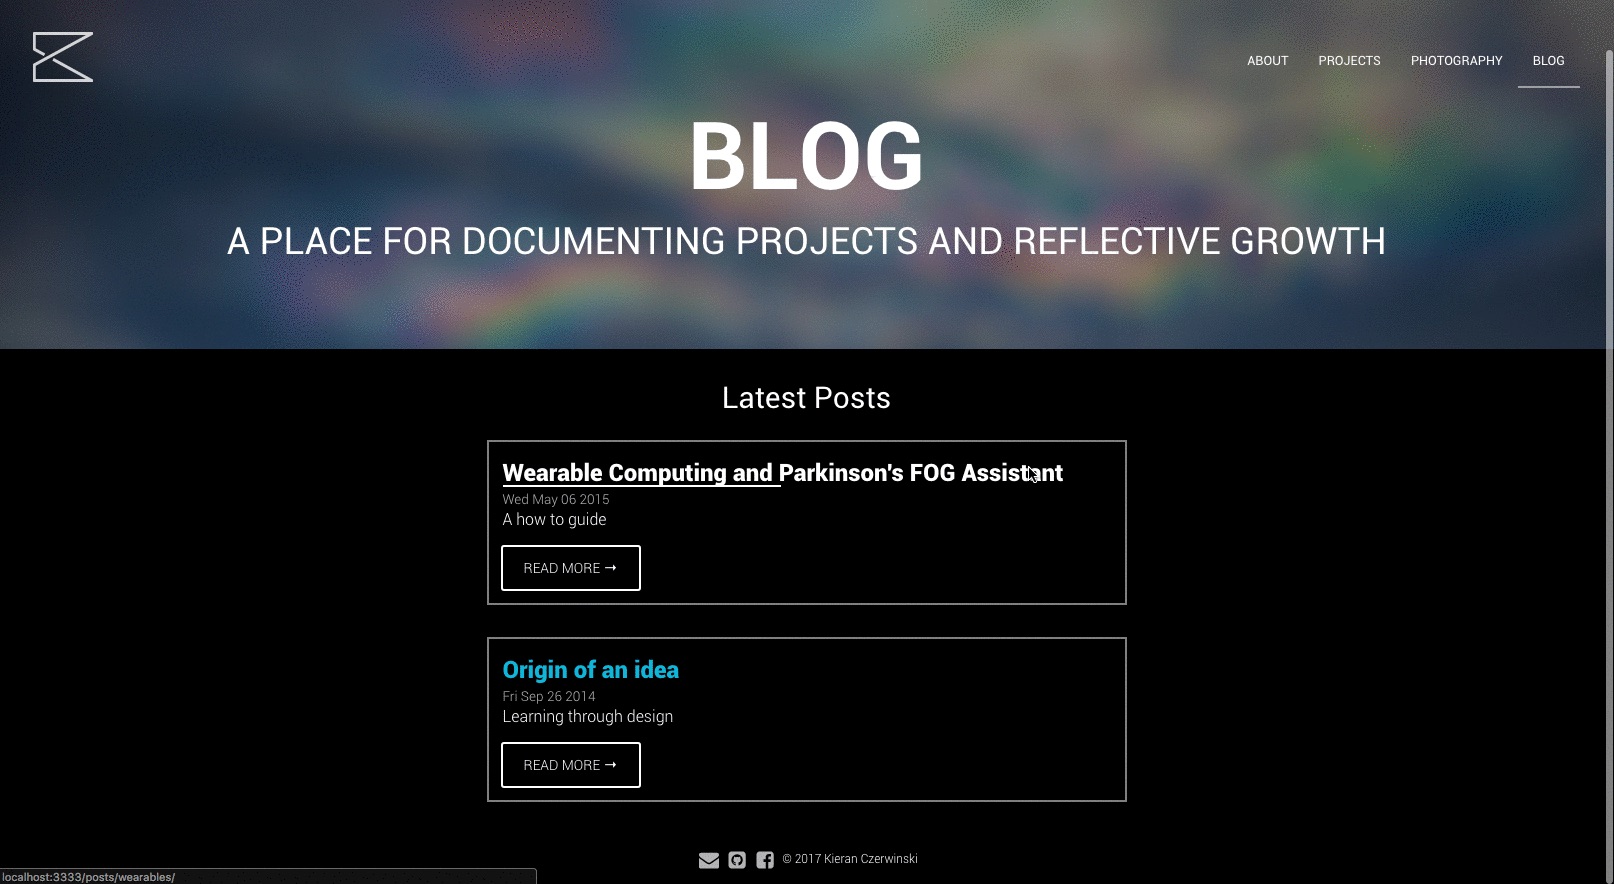 ABOUT PROJECTS PHOTOGRAPHY BLOG
BLOG
A PLACE FOR DOCUMENTING PROJECTS AND REFLECTIVE GROWTH
Latest Posts
Wearable Computing and Parkinson's FOG Assistant
Wed May 06 2015
A how to guide
READ MORE ➞
Origin of an idea
Fri Sep 26 2014
Learning through design
READ MORE ➞
© 2017 Kieran Czerwinski
localhost:3333/posts/wearables/